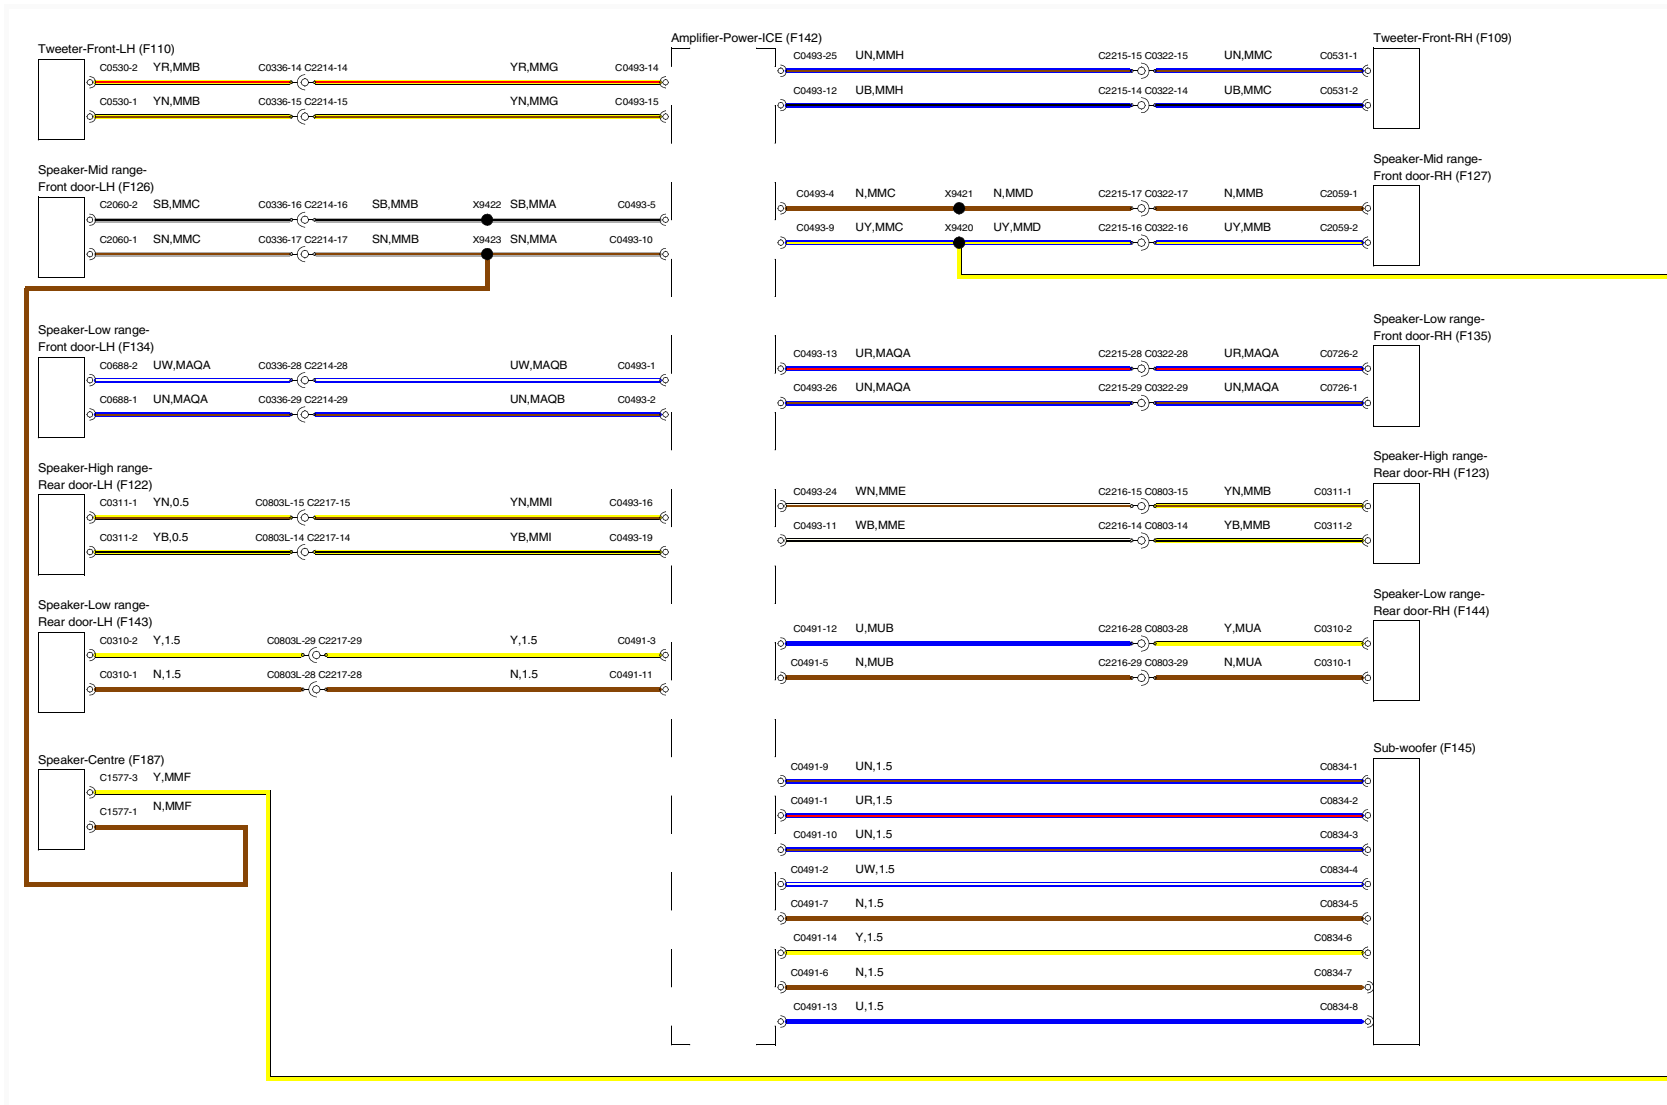 Tweeter-Front-LH (F110)
C0530-2 YR,MMB C0336-14 C2214-14 YR,MMG C0493-14
C0530-1 YN,MMB C0336-15 C2214-15 YN,MMG C0493-15
Speaker-Mid range-
Front door-LH (F126)
C2060-2 SB,MMC C0336-16 C2214-16 SB,MMB X9422 SB,MMA C0493-5
C2060-1 SN,MMC C0336-17 C2214-17 SN,MMB X9423 SN,MMA C0493-10
Speaker-Low range-
Front door-LH (F134)
C0688-2 UW,MAQA C0336-28 C2214-28 UW,MAQB C0493-1
C0688-1 UN,MAQA C0336-29 C2214-29 UN,MAQB C0493-2
Speaker-High range-
Rear door-LH (F122)
C0311-1 YN,0.5 C0803L-15 C2217-15 YN,MMI C0493-16
C0311-2 YB,0.5 C0803L-14 C2217-14 YB,MMI C0493-19
Speaker-Low range-
Rear door-LH (F143)
C0310-2 Y,1.5 C0803L-29 C2217-29 Y,1.5 C0491-3
C0310-1 N,1.5 C0803L-28 C2217-28 N,1.5 C0491-11
Speaker-Centre (F187)
C1577-3 Y,MMF
C1577-1 N,MMF
Amplifier-Power-ICE (F142)
Tweeter-Front-RH (F109)
C0493-25 UN,MMH C2215-15 C0322-15 UN,MMC C0531-1
C0493-12 UB,MMH C2215-14 C0322-14 UB,MMC C0531-2
Speaker-Mid range-
Front door-RH (F127)
C0493-4 N,MMC X9421 N,MMD C2215-17 C0322-17 N,MMB C2059-1
C0493-9 UY,MMC X9420 UY,MMD C2215-16 C0322-16 UY,MMB C2059-2
Speaker-Low range-
Front door-RH (F135)
C0493-13 UR,MAQA C2215-28 C0322-28 UR,MAQA C0726-2
C0493-26 UN,MAQA C2215-29 C0322-29 UN,MAQA C0726-1
Speaker-High range-
Rear door-RH (F123)
C0493-24 WN,MME C2216-15 C0803-15 YN,MMB C0311-1
C0493-11 WB,MME C2216-14 C0803-14 YB,MMB C0311-2
Speaker-Low range-
Rear door-RH (F144)
C0491-12 U,MUB C2216-28 C0803-28 Y,MUA C0310-2
C0491-5 N,MUB C2216-29 C0803-29 N,MUA C0310-1
Sub-woofer (F145)
C0491-9 UN,1.5 C0834-1
C0491-1 UR,1.5 C0834-2
C0491-10 UN,1.5 C0834-3
C0491-2 UW,1.5 C0834-4
C0491-7 N,1.5 C0834-5
C0491-14 Y,1.5 C0834-6
C0491-6 N,1.5 C0834-7
C0491-13 U,1.5 C0834-8